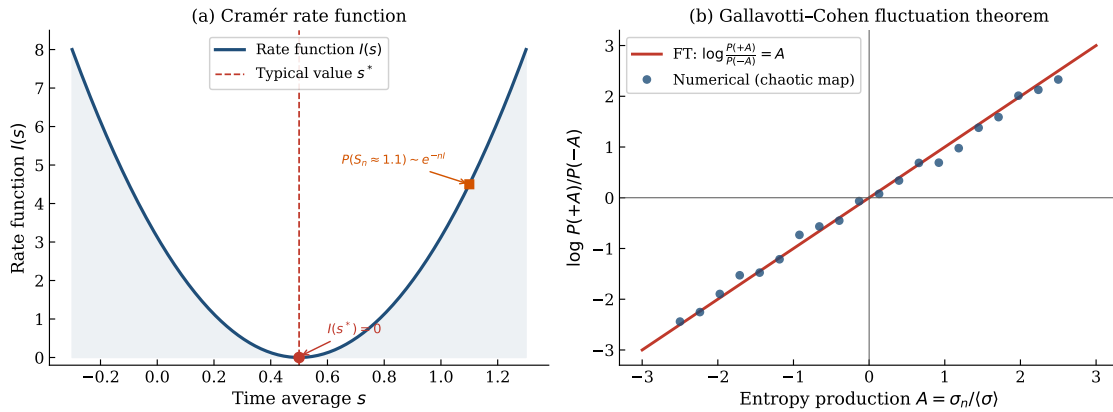 (a) Cramér rate function
Rate function I(s)
8
7
6
5
4
3
2
1
0
Rate function I(s)
Typical value s*
P(Sₙ ≈ 1.1) ~ e⁻ⁿᴵ
I(s*) = 0
−0.2 0.0 0.2 0.4 0.6 0.8 1.0 1.2
Time average s
(b) Gallavotti–Cohen fluctuation theorem
log P(+A)/P(−A)
3
2
1
0
−1
−2
−3
FT: log P(+A)/P(−A) = A
Numerical (chaotic map)
−3 −2 −1 0 1 2 3
Entropy production A = σₙ/⟨σ⟩